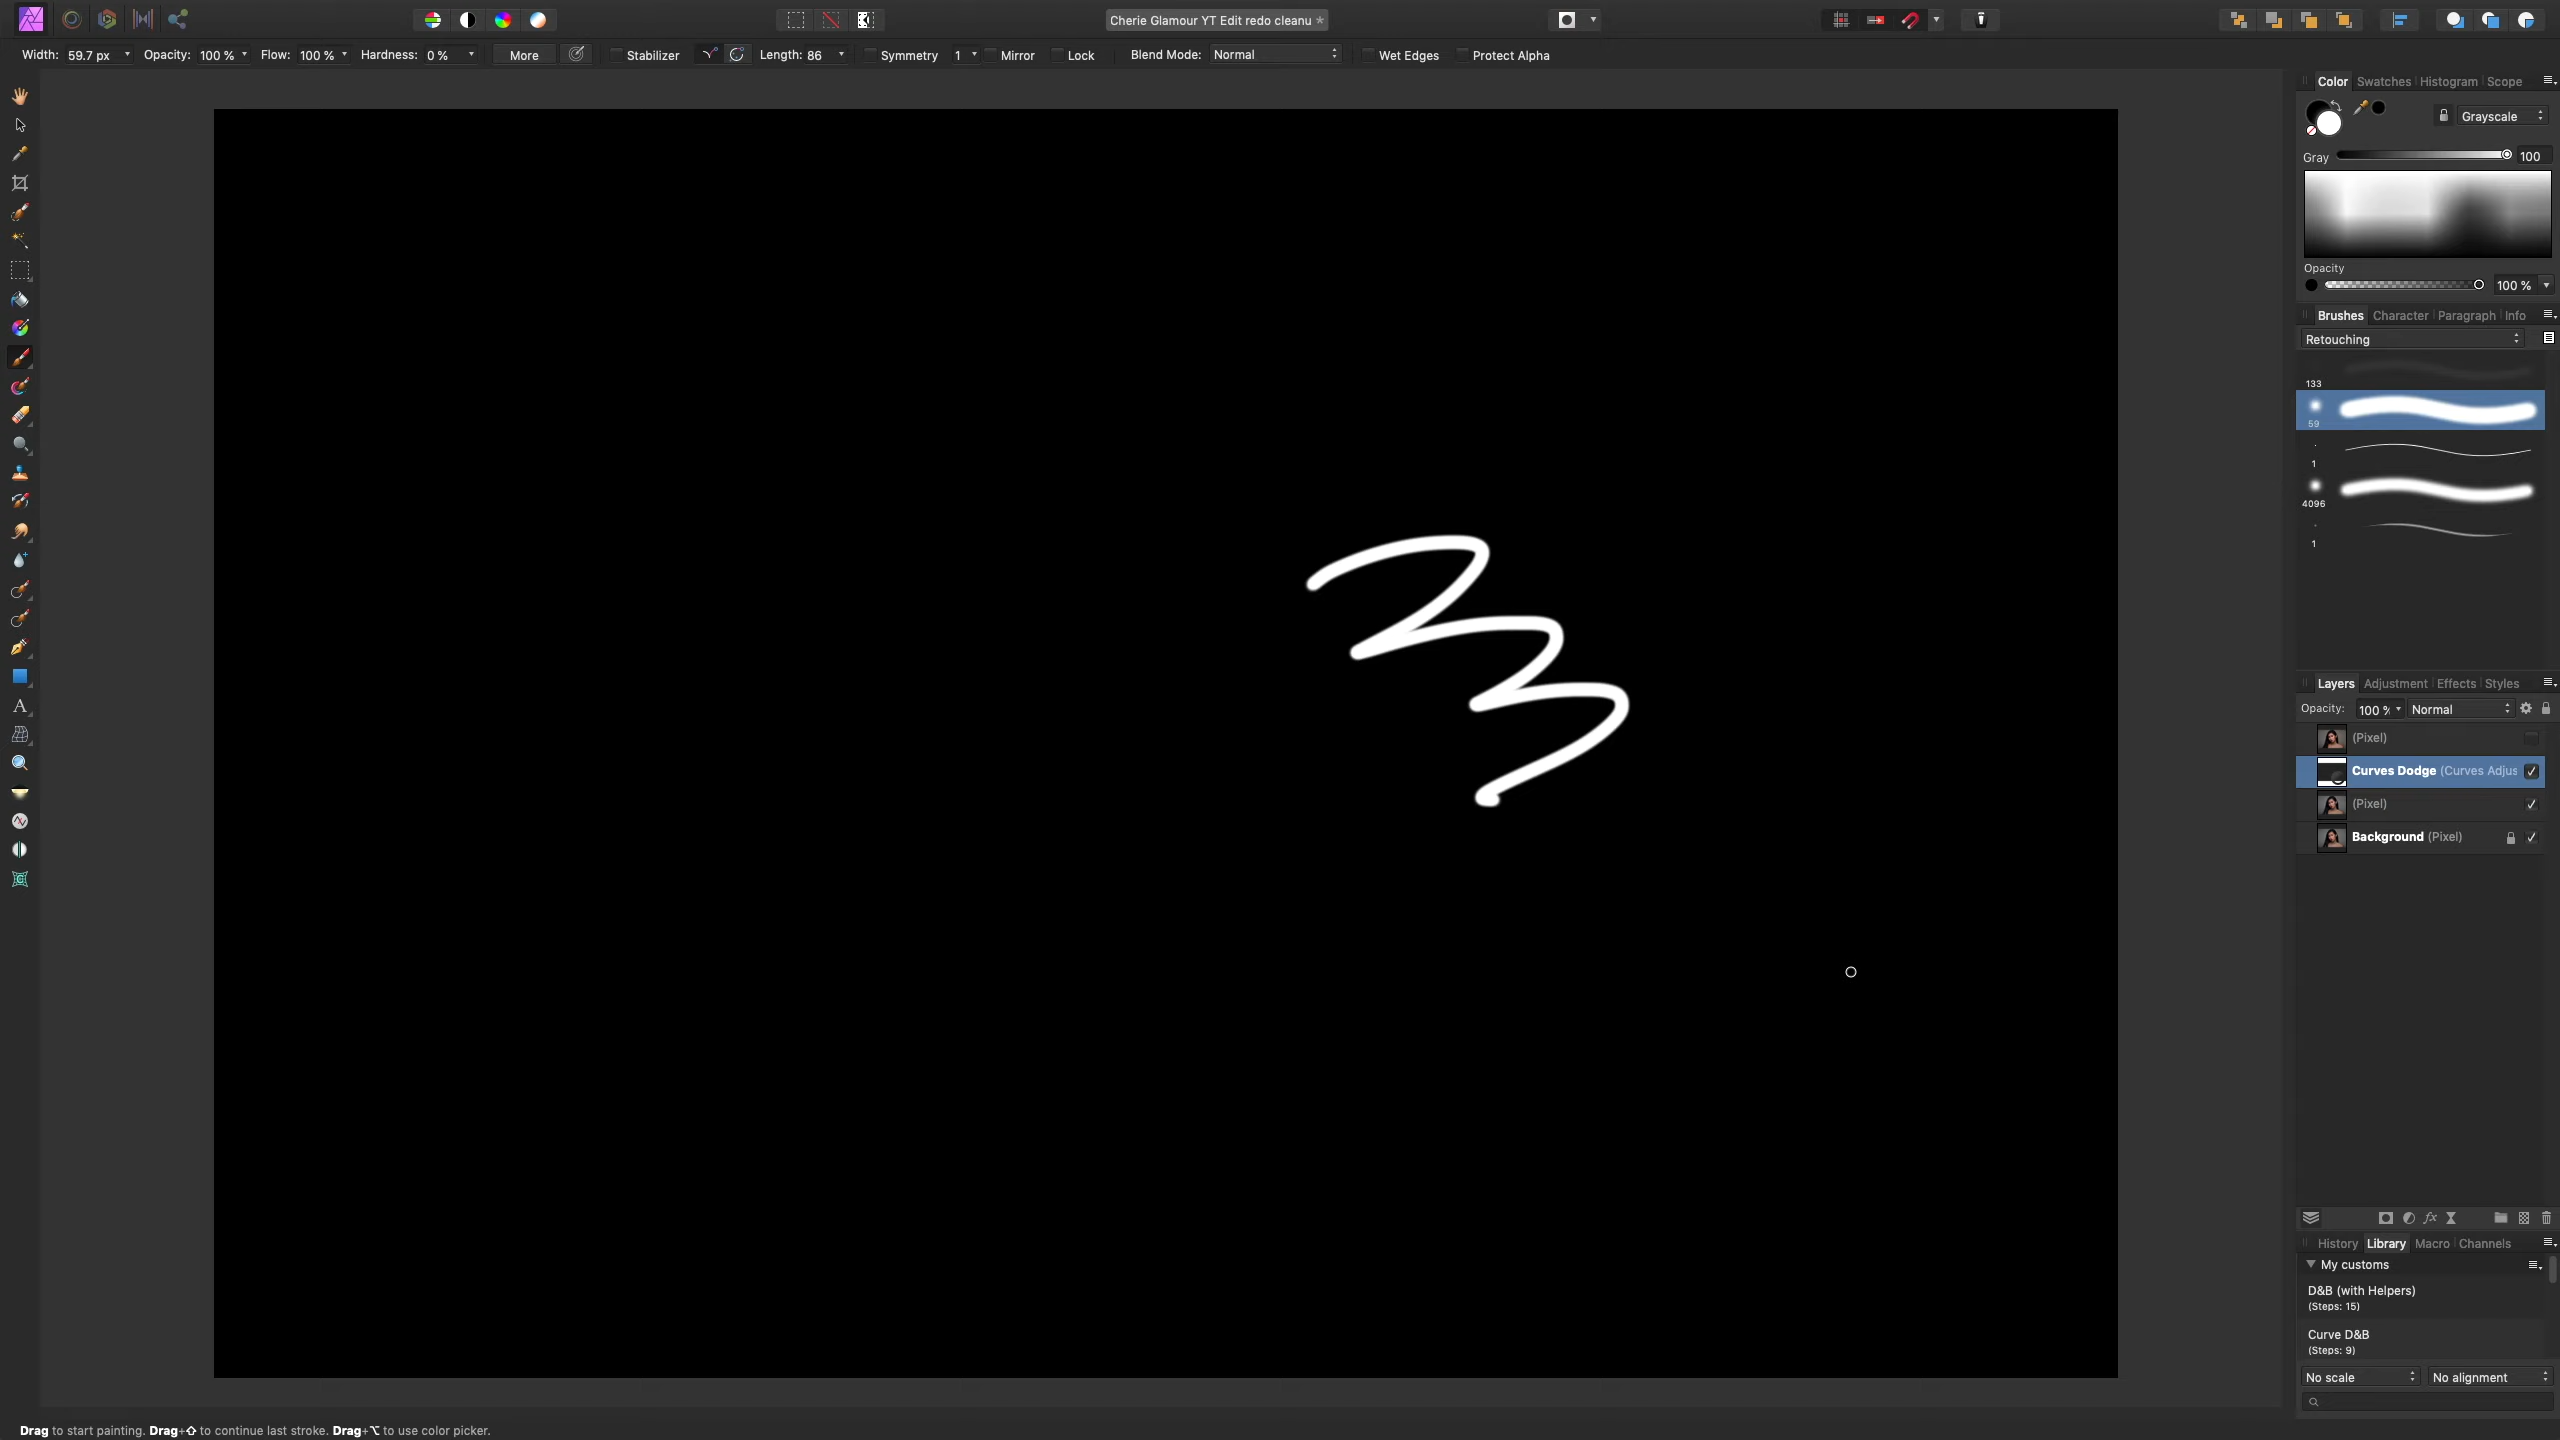 Cherie Glamour YT Edit redo cleanu *
Width: 59.7 px Opacity: 100 % Flow: 100 % Hardness: 0 % More Stabilizer Length: 86 Symmetry 1 Mirror Lock Blend Mode: Normal Wet Edges Protect Alpha
Color Swatches Histogram Scope
Grayscale
Gray 100
Opacity
100 %
Brushes Character Paragraph Info
Retouching
133
59
1
4096
1
Layers Adjustment Effects Styles
Opacity: 100 % Normal
(Pixel)
Curves Dodge (Curves Adjus
(Pixel)
Background (Pixel)
History Library Macro Channels
My customs
D&B (with Helpers)
(Steps: 15)
Curve D&B
(Steps: 9)
No scale No alignment
Drag to start painting. Drag+⇧ to continue last stroke. Drag+⌥ to use color picker.